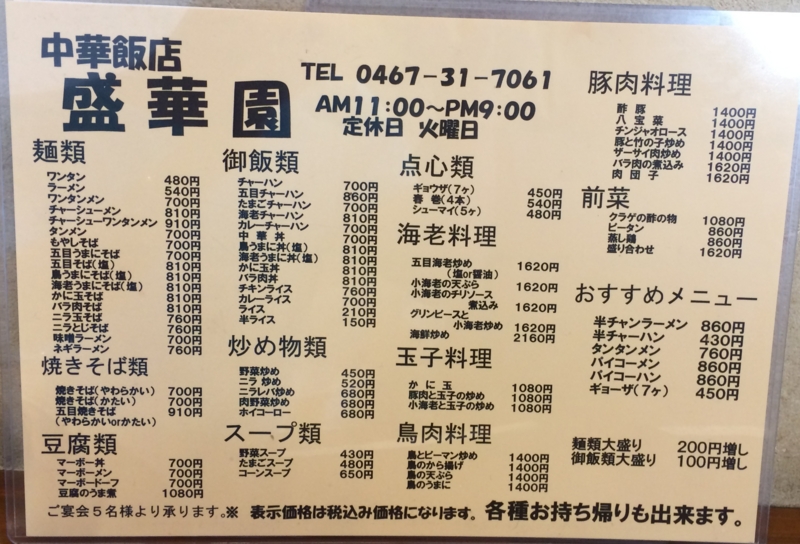 中華飯店
盛華園
TEL 0467-31-7061
AM11:00〜PM9:00
定休日 火曜日
麺類
ワンタン 480円
ラーメン 540円
ワンタンメン 700円
チャーシューメン 810円
チャーシューワンタンメン 910円
タンメン 700円
もやしそば 700円
五目うまにそば 700円
五目そば(塩) 810円
鳥うまにそば(塩) 810円
海老うまにそば(塩) 810円
かに玉そば 810円
バラ肉そば 810円
ニラ玉そば 760円
ニラとじそば 760円
味噌ラーメン 700円
ネギラーメン 760円
焼きそば類
焼きそば(やわらかい) 700円
焼きそば(かたい) 700円
五目焼きそば 910円
(やわらかいorかたい)
豆腐類
マーボー丼 700円
マーボーメン 700円
マーボードーフ 700円
豆腐のうま煮 1080円
御飯類
チャーハン 700円
五目チャーハン 860円
たまごチャーハン 700円
海老チャーハン 810円
カレーチャーハン 700円
中華丼 700円
鳥うまに丼(塩) 810円
海老うまに丼(塩) 810円
かに玉丼 810円
バラ肉丼 810円
チキンライス 760円
カレーライス 700円
ライス 210円
半ライス 150円
炒め物類
野菜炒め 450円
ニラ炒め 520円
ニラレバ炒め 680円
肉野菜炒め 680円
ホイコーロー 680円
スープ類
野菜スープ 430円
たまごスープ 480円
コーンスープ 650円
点心類
ギョウザ(7ヶ) 450円
春巻(4本) 540円
シューマイ(5ヶ) 480円
海老料理
五目海老炒め
(塩or醤油) 1620円
小海老の天ぷら 1620円
小海老のチリソース
煮込み 1620円
グリンピースと
小海老炒め 1620円
海鮮炒め 2160円
玉子料理
かに玉 1080円
豚肉と玉子の炒め 1080円
小海老と玉子の炒め 1080円
鳥肉料理
鳥とピーマン炒め 1400円
鳥のから揚げ 1400円
鳥の天ぷら 1400円
鳥のうまに 1400円
豚肉料理
酢豚 1400円
八宝菜 1400円
チンジャオロース 1400円
豚と竹の子炒め 1400円
ザーサイ肉炒め 1400円
バラ肉の煮込み 1620円
肉団子 1620円
前菜
クラゲの酢の物 1080円
ピータン 860円
蒸し鶏 860円
盛り合わせ 1620円
おすすめメニュー
半チャンラーメン 860円
半チャーハン 430円
タンタンメン 760円
バイコーメン 860円
バイコーハン 860円
ギョーザ(7ヶ) 450円
麺類大盛り 200円増し
御飯類大盛り 100円増し
ご宴会5名様より承ります。※ 表示価格は税込み価格になります。各種お持ち帰りも出来ます。